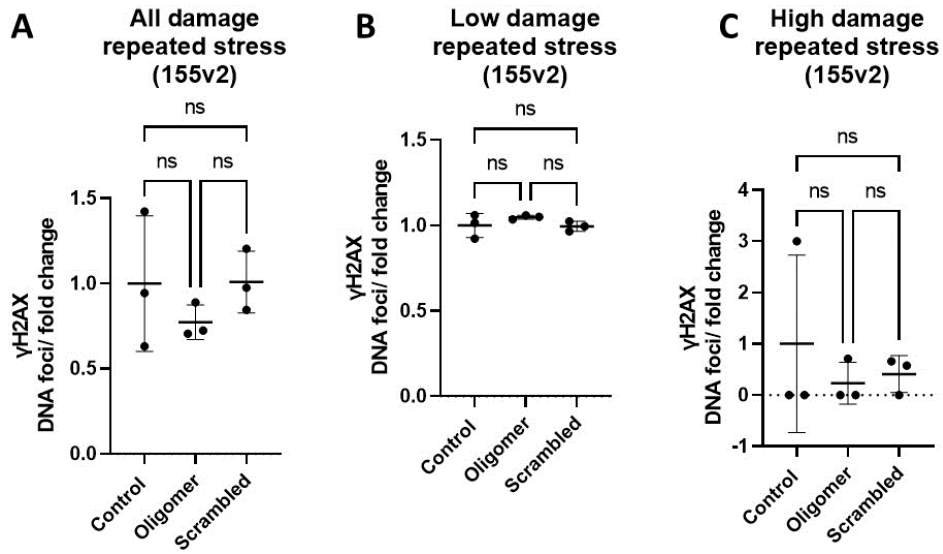 A
All damage
repeated stress
(155v2)
ns
ns
ns
1.5
1.0
0.5
0.0
γH2AX
DNA foci/ fold change
Control
Oligomer
Scrambled
B
Low damage
repeated stress
(155v2)
ns
ns
ns
1.5
1.0
0.5
0.0
γH2AX
DNA foci/ fold change
Control
Oligomer
Scrambled
C
High damage
repeated stress
(155v2)
ns
ns
ns
4
3
2
1
0
-1
γH2AX
DNA foci/ fold change
Control
Oligomer
Scrambled